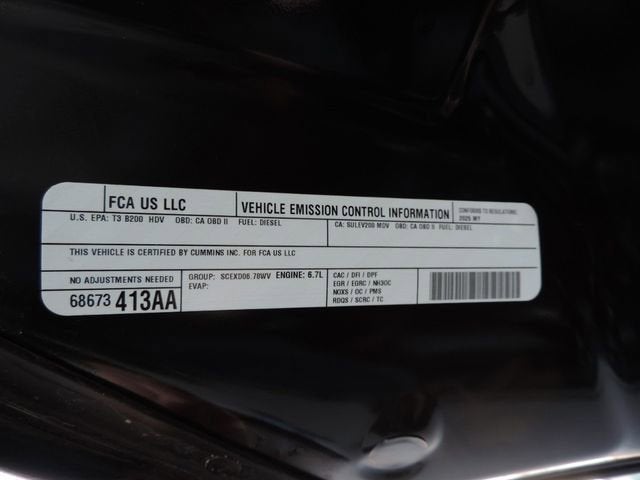 FCA US LLC
VEHICLE EMISSION CONTROL INFORMATION
CONFORMS TO REGULATIONS:
2025 MY
U.S. EPA: T3 B200 HDV OBD: CA OBD II FUEL: DIESEL
CA: SULEV200 MDV OBD: CA OBD II FUEL: DIESEL
THIS VEHICLE IS CERTIFIED BY CUMMINS INC. FOR FCA US LLC
NO ADJUSTMENTS NEEDED
68673 413AA
GROUP: SCEXD06.78WV ENGINE: 6.7L
EVAP:
CAC / DFI / DPF
EGR / EGRC / NH3OC
NOXS / OC / PMS
RDQS / SCRC / TC